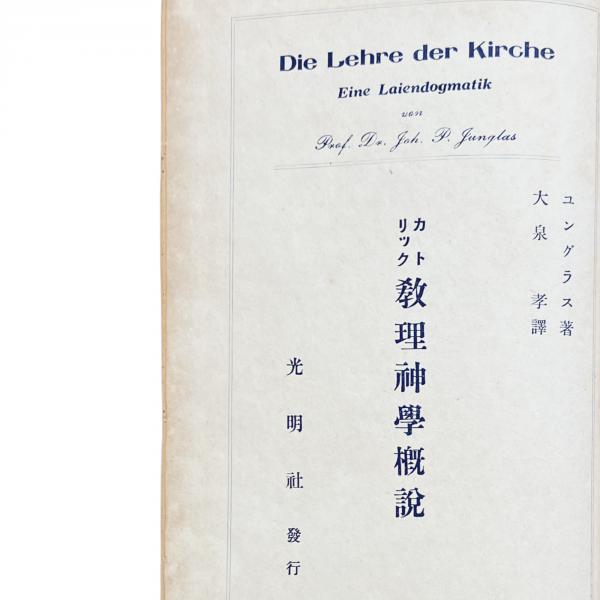 Die Lehre der Kirche
Eine Laiendogmatik
von
Prof. Dr. Joh. P. Junglas
ユングラス著
大泉孝譯
カトリック教理神學槪說
光明社發行